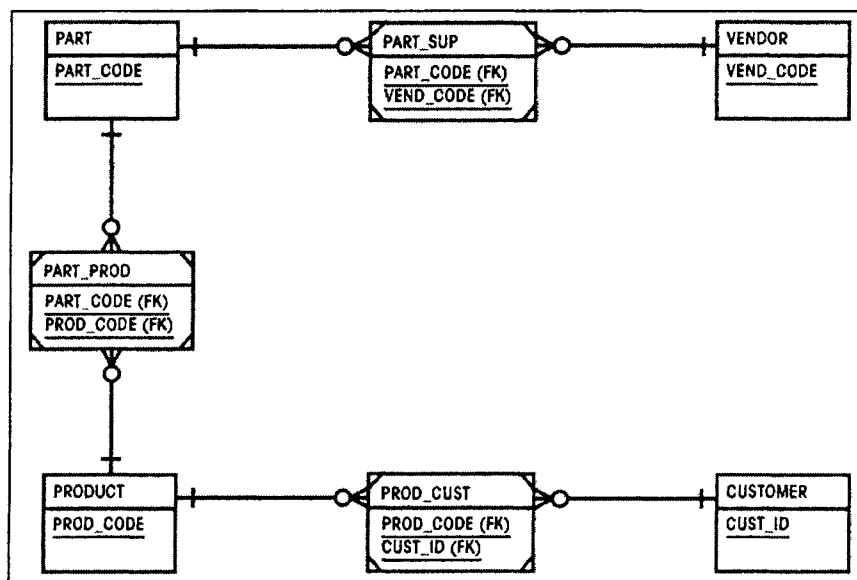 PART
PART_CODE
PART_SUP
PART_CODE (FK)
VEND_CODE (FK)
VENDOR
VEND_CODE
PART_PROD
PART_CODE (FK)
PROD_CODE (FK)
PRODUCT
PROD_CODE
PROD_CUST
PROD_CODE (FK)
CUST_ID (FK)
CUSTOMER
CUST_ID